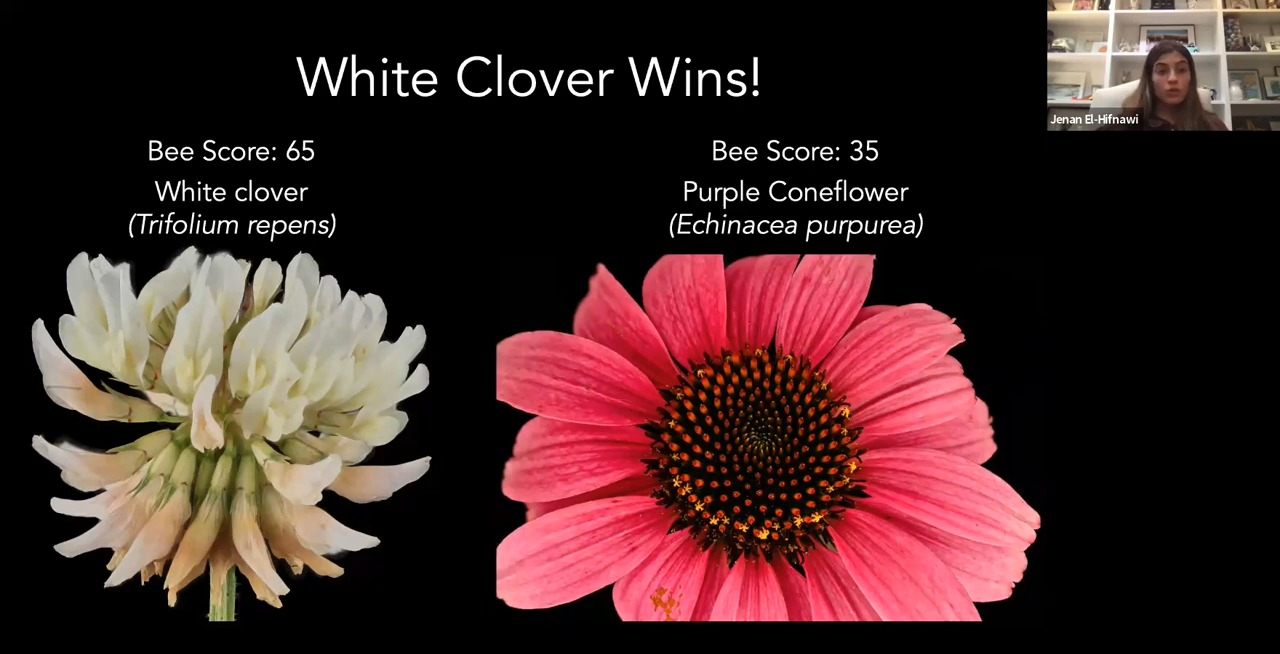 White Clover Wins!
Bee Score: 65
White clover
(Trifolium repens)
Bee Score: 35
Purple Coneflower
(Echinacea purpurea)
Jenan El-Hifnawi